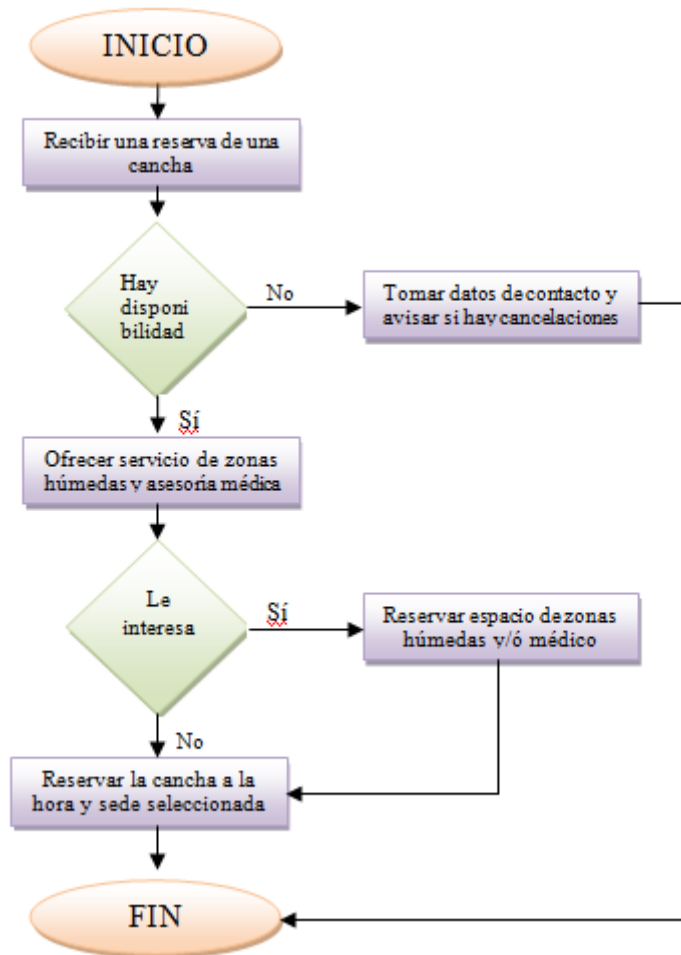 INICIO
Recibir una reserva de una
cancha
Hay
disponi
bilidad
No
Tomar datos de contacto y
avisar si hay cancelaciones
Sí
Ofrecer servicio de zonas
húmedas y asesoría médica
Le
interesa
Sí
Reservar espacio de zonas
húmedas y/ó médico
No
Reservar la cancha a la
hora y sede seleccionada
FIN